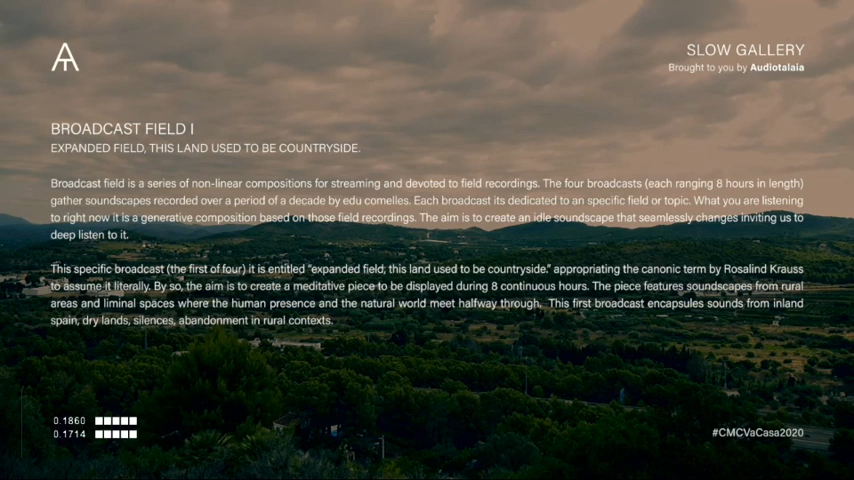 AT
SLOW GALLERY
Brought to you by Audiotalaia
BROADCAST FIELD I
EXPANDED FIELD, THIS LAND USED TO BE COUNTRYSIDE.
Broadcast field is a series of non-linear compositions for streaming and devoted to field recordings. The four broadcasts (each ranging 8 hours in length)
gather soundscapes recorded over a period of a decade by edu comelles. Each broadcast its dedicated to an specific field or topic. What you are listening
to right now it is a generative composition based on those field recordings. The aim is to create an idle soundscape that seamlessly changes inviting us to
deep listen to it.
This specific broadcast (the first of four) it is entitled "expanded field; this land used to be countryside." appropriating the canonic term by Rosalind Krauss
to assume it literally. By so, the aim is to create a meditative piece to be displayed during 8 continuous hours. The piece features soundscapes from rural
areas and liminal spaces where the human presence and the natural world meet halfway through. This first broadcast encapsules sounds from inland
spain, dry lands, silences, abandonment in rural contexts.
0.1860
0.1714
#CMCVaCasa2020